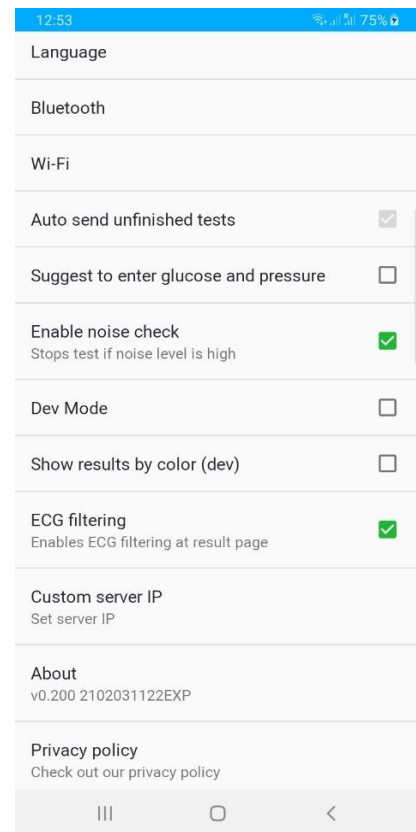 12:53
75%
Language
Bluetooth
Wi-Fi
Auto send unfinished tests
Suggest to enter glucose and pressure
Enable noise check
Stops test if noise level is high
Dev Mode
Show results by color (dev)
ECG filtering
Enables ECG filtering at result page
Custom server IP
Set server IP
About
v0.200 2102031122EXP
Privacy policy
Check out our privacy policy